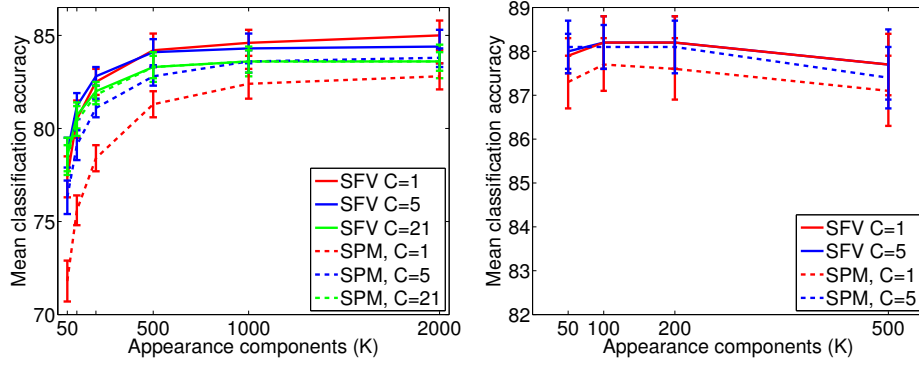 85
80
75
70
Mean classification accuracy
50
500
1000
2000
Appearance components (K)
SFV C=1
SFV C=5
SFV C=21
SPM, C=1
SPM, C=5
SPM, C=21
89
88
87
86
85
84
83
82
Mean classification accuracy
50
100
200
500
Appearance components (K)
SFV C=1
SFV C=5
SPM, C=1
SPM, C=5